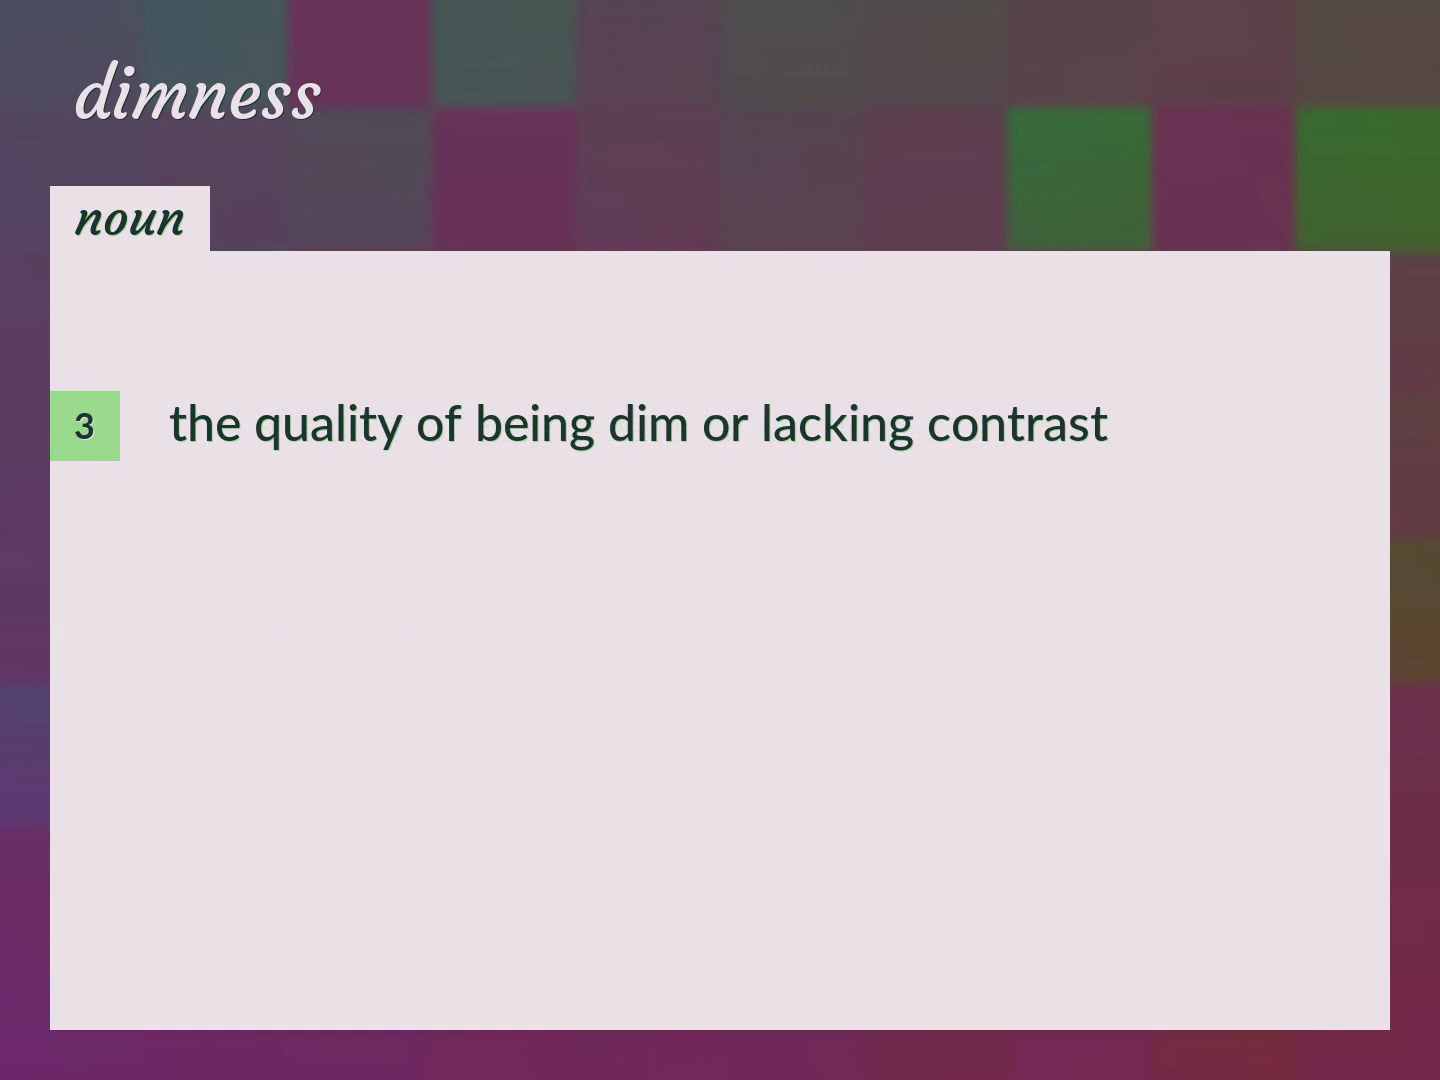 dimness
noun
3 the quality of being dim or lacking contrast